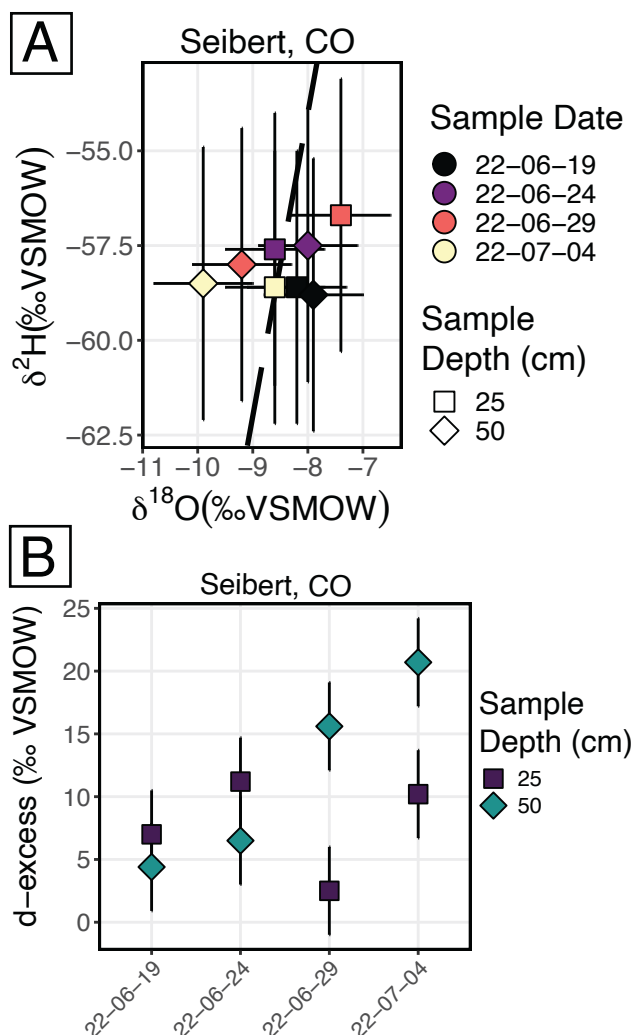 A
Seibert, CO
δ²H(‰VSMOW)
−55.0
−57.5
−60.0
−62.5
−11 −10 −9 −8 −7
δ¹⁸O(‰VSMOW)
Sample Date
22−06−19
22−06−24
22−06−29
22−07−04
Sample
Depth (cm)
25
50
B
Seibert, CO
d−excess (‰ VSMOW)
25
20
15
10
5
0
22−06−19 22−06−24 22−06−29 22−07−04
Sample
Depth (cm)
25
50